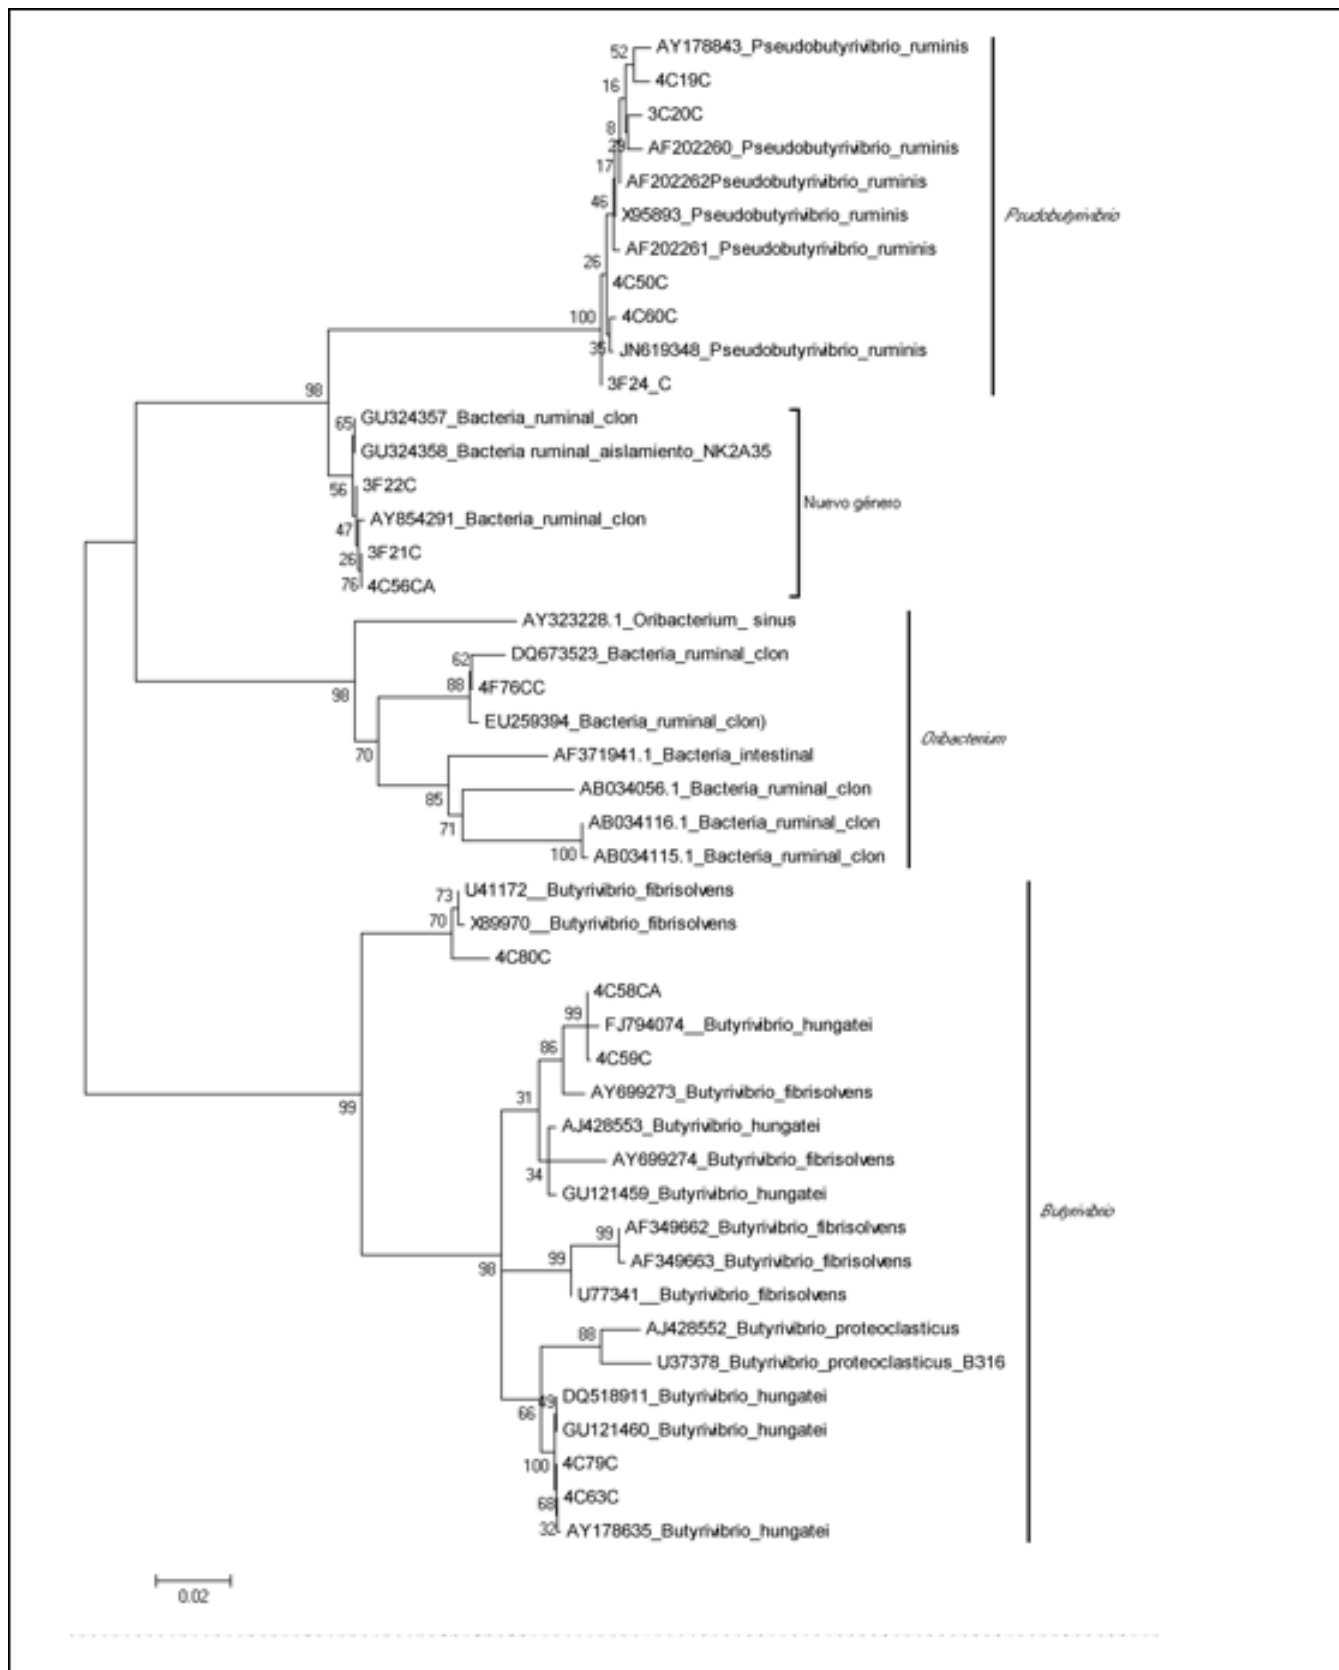 52
AY178843_Pseudobutyrivibrio_ruminis
4C19C
16
3C20C
8
29
AF202260_Pseudobutyrivibrio_ruminis
17
AF202262Pseudobutyrivibrio_ruminis
46
X95893_Pseudobutyrivibrio_ruminis
Psudobutyrivibrio
AF202261_Pseudobutyrivibrio_ruminis
26
4C50C
100
4C60C
35
JN619348_Pseudobutyrivibrio_ruminis
3F24_C
98
65
GU324357_Bacteria_ruminal_clon
GU324358_Bacteria ruminal_aislamiento_NK2A35
56
3F22C
Nuevo género
AY854291_Bacteria_ruminal_clon
47
3F21C
26
76
4C56CA
AY323228.1_Oribacterium_ sinus
62
DQ673523_Bacteria_ruminal_clon
98
88
4F76CC
EU259394_Bacteria_ruminal_clon)
Oribacterium
70
AF371941.1_Bacteria_intestinal
85
AB034056.1_Bacteria_ruminal_clon
71
AB034116.1_Bacteria_ruminal_clon
100
AB034115.1_Bacteria_ruminal_clon
73
U41172__Butyrivibrio_fibrisolvens
70
X89970__Butyrivibrio_fibrisolvens
4C80C
4C58CA
99
FJ794074__Butyrivibrio_hungatei
86
4C59C
AY699273_Butyrivibrio_fibrisolvens
99
31
AJ428553_Butyrivibrio_hungatei
AY699274_Butyrivibrio_fibrisolvens
34
GU121459_Butyrivibrio_hungatei
Butyrivibrio
99
AF349662_Butyrivibrio_fibrisolvens
99
AF349663_Butyrivibrio_fibrisolvens
98
U77341__Butyrivibrio_fibrisolvens
88
AJ428552_Butyrivibrio_proteoclasticus
U37378_Butyrivibrio_proteoclasticus_B316
49
DQ518911_Butyrivibrio_hungatei
66
GU121460_Butyrivibrio_hungatei
100
4C79C
4C63C
68
32
AY178635_Butyrivibrio_hungatei
0.02